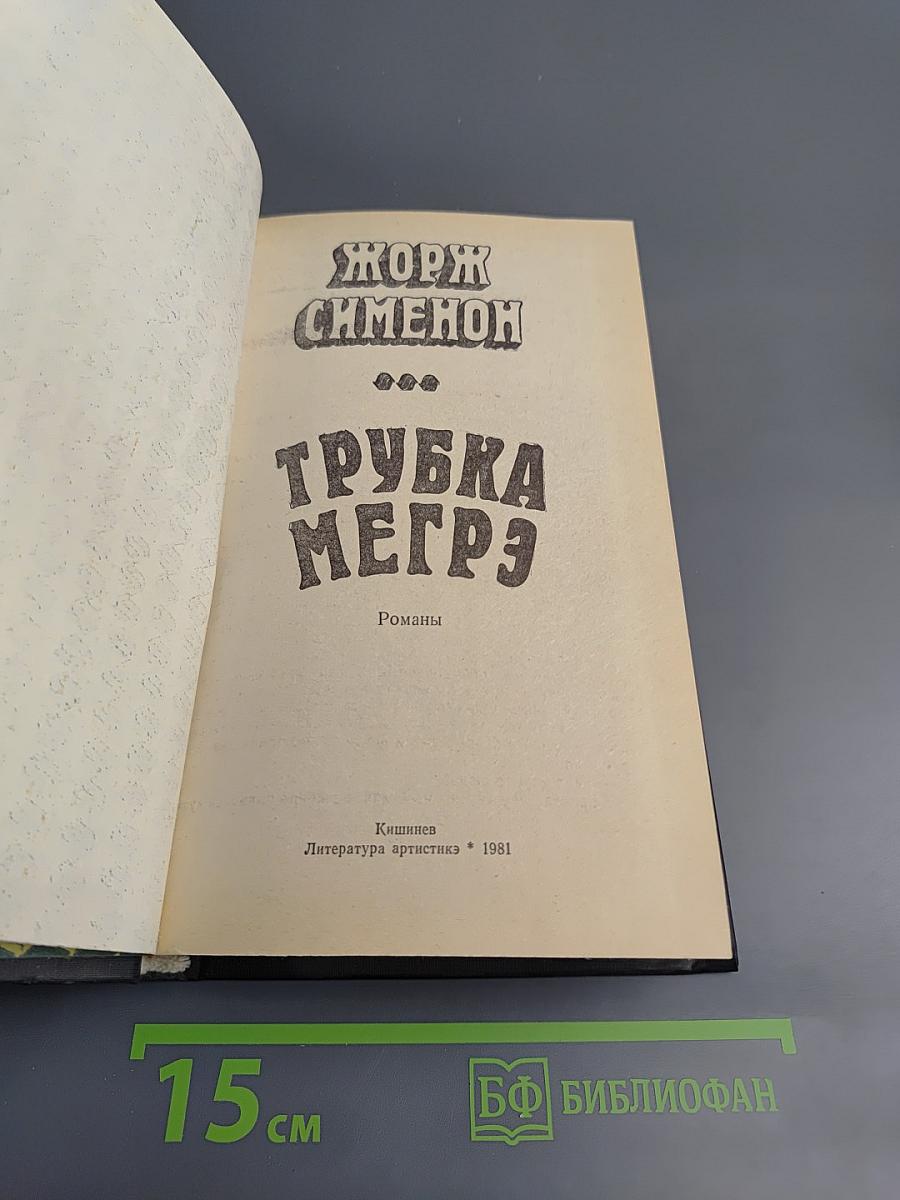 ЖОРЖ
СИМЕНОН
ТРУБКА
МЕГРЭ
Романы
Кишинев
Литература артистикэ * 1981
15 см
БФ БИБЛИОФАН